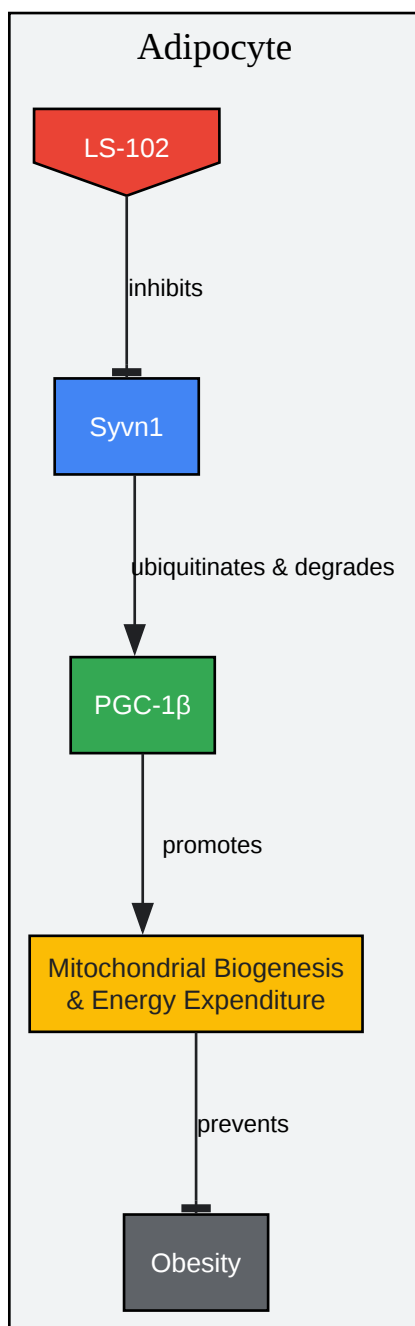 Adipocyte
LS-102
inhibits
Syvn1
ubiquitinates & degrades
PGC-1β
promotes
Mitochondrial Biogenesis
& Energy Expenditure
prevents
Obesity